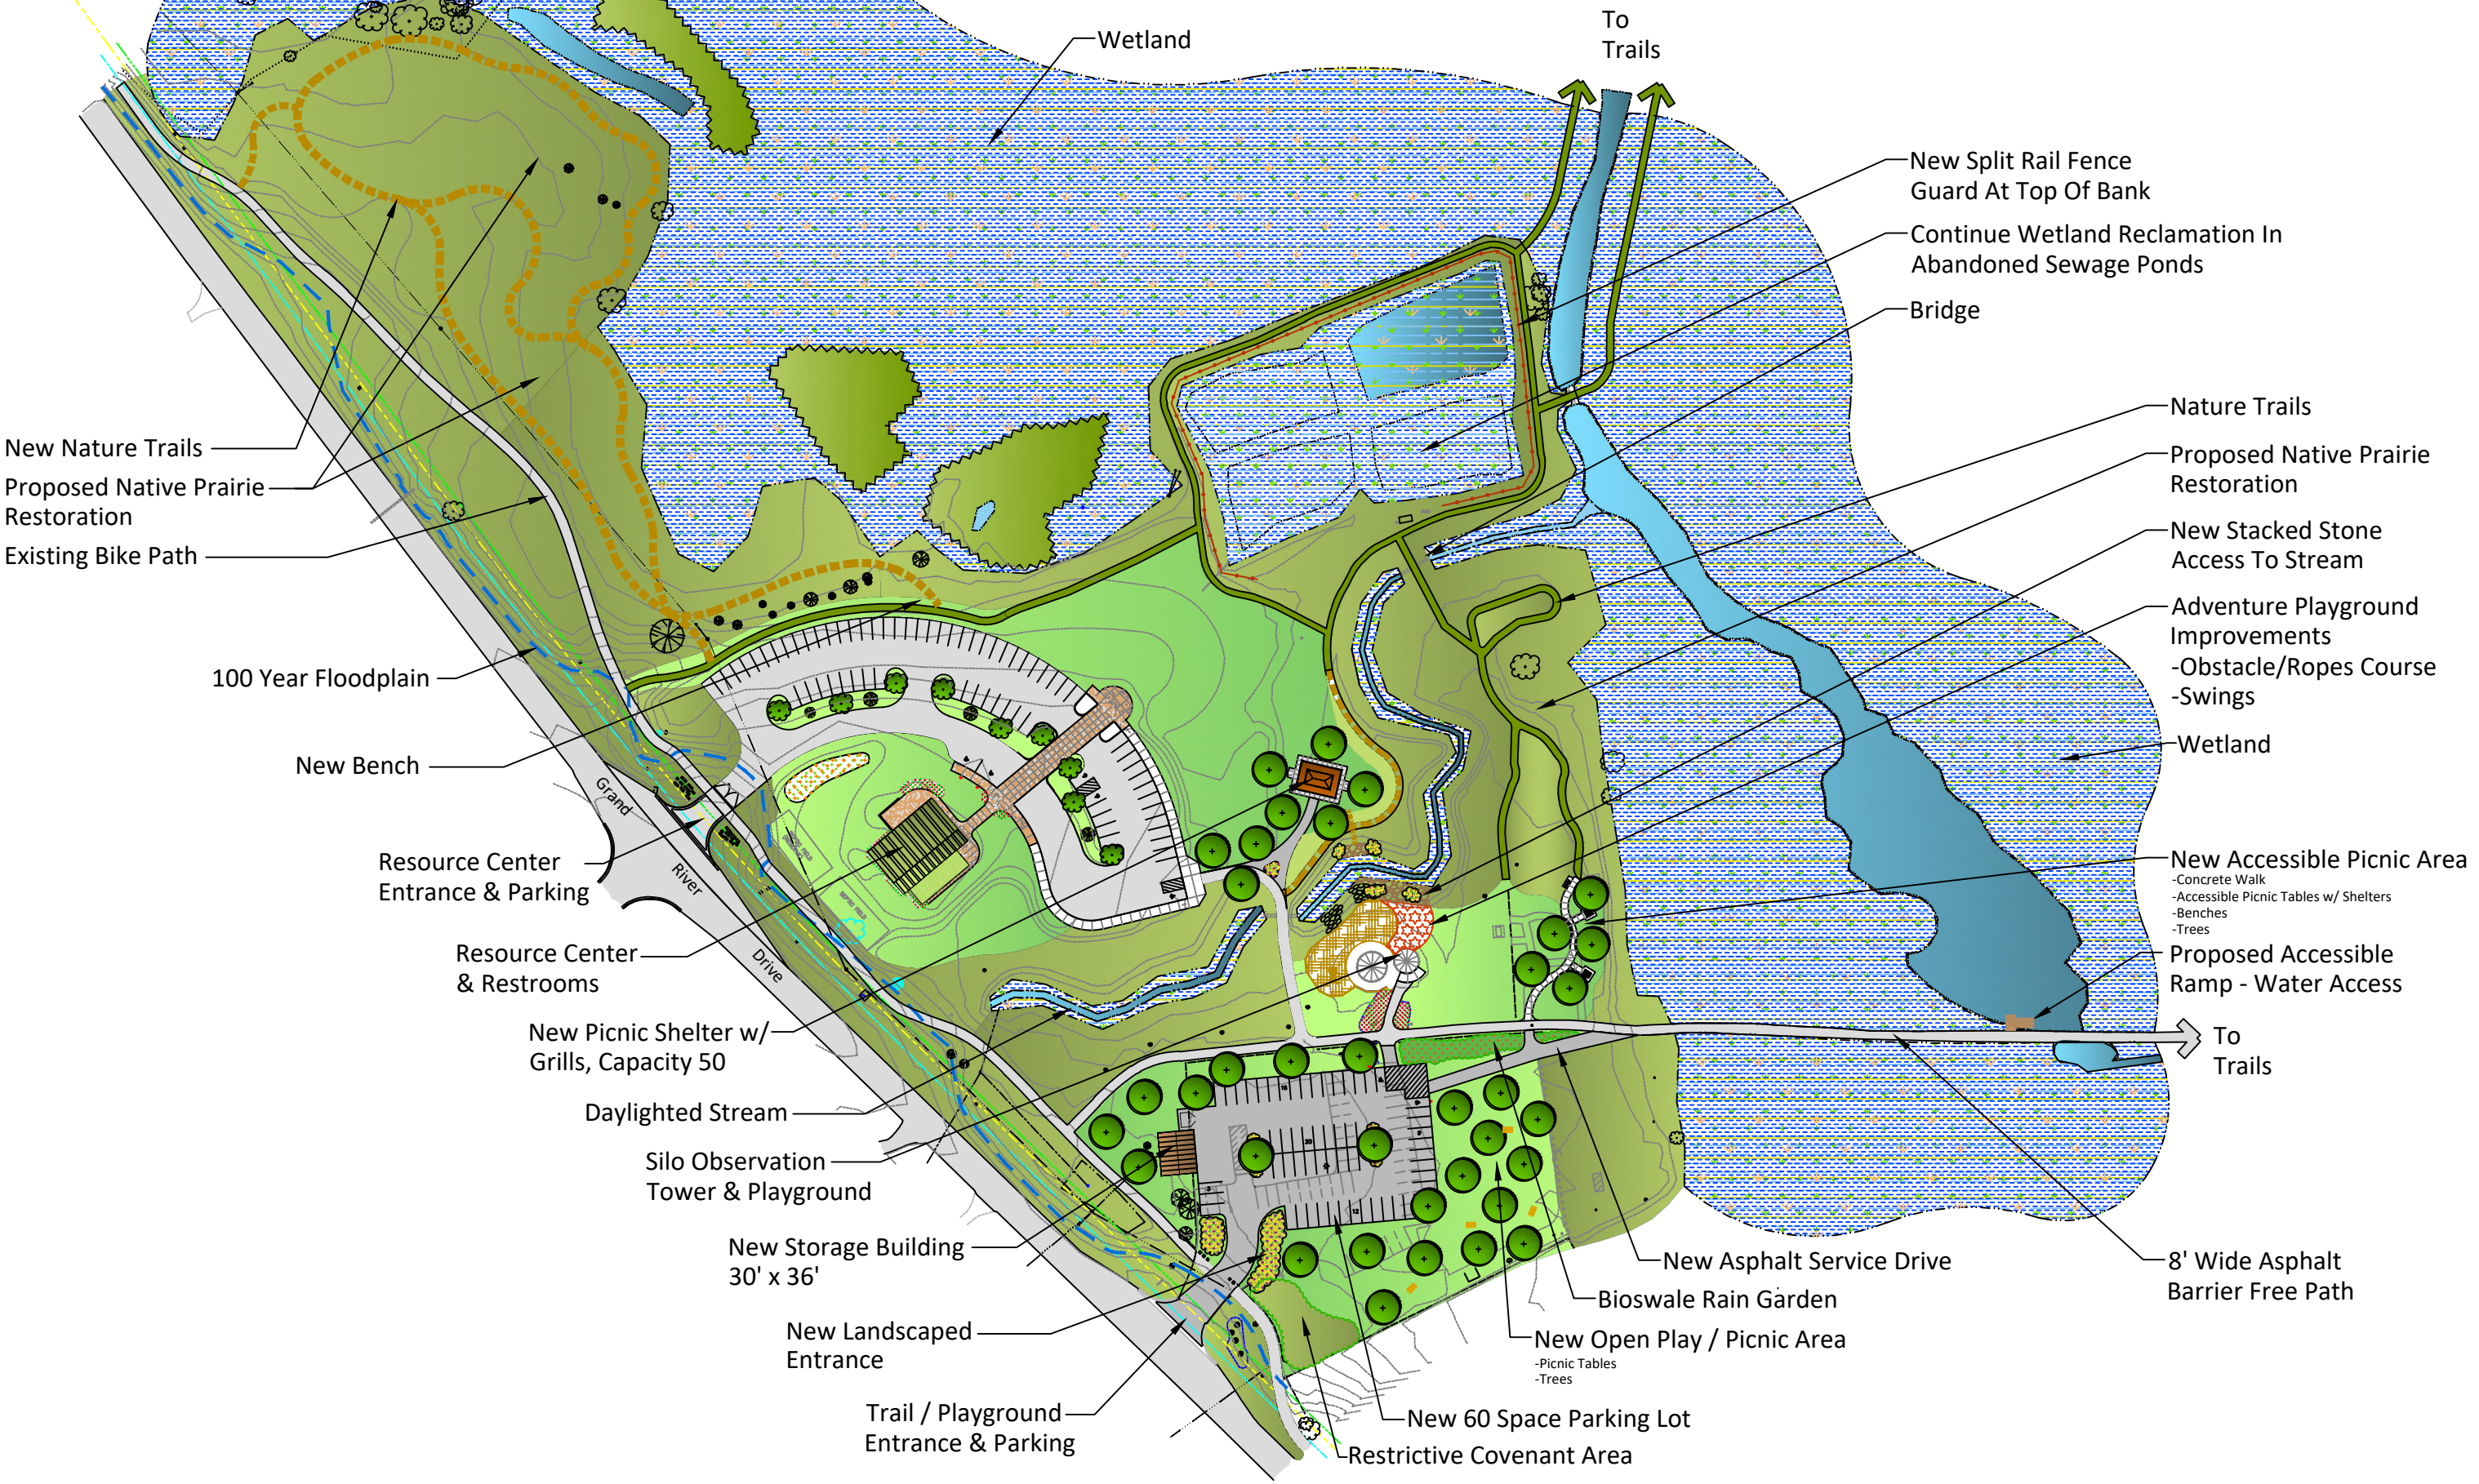 To
Trails
Wetland
New Split Rail Fence
Guard At Top Of Bank
Continue Wetland Reclamation In
Abandoned Sewage Ponds
Bridge
Nature Trails
Proposed Native Prairie
Restoration
New Stacked Stone
Access To Stream
Adventure Playground
Improvements
-Obstacle/Ropes Course
-Swings
Wetland
New Accessible Picnic Area
-Concrete Walk
-Accessible Picnic Tables w/ Shelters
-Benches
-Trees
Proposed Accessible
Ramp - Water Access
To
Trails
8' Wide Asphalt
Barrier Free Path
New Nature Trails
Proposed Native Prairie
Restoration
Existing Bike Path
100 Year Floodplain
New Bench
Grand
River
Drive
Resource Center
Entrance & Parking
Resource Center
& Restrooms
New Picnic Shelter w/
Grills, Capacity 50
Daylighted Stream
Silo Observation
Tower & Playground
New Storage Building
30' x 36'
New Landscaped
Entrance
Trail / Playground
Entrance & Parking
New Asphalt Service Drive
Bioswale Rain Garden
New Open Play / Picnic Area
-Picnic Tables
-Trees
New 60 Space Parking Lot
Restrictive Covenant Area
20
12